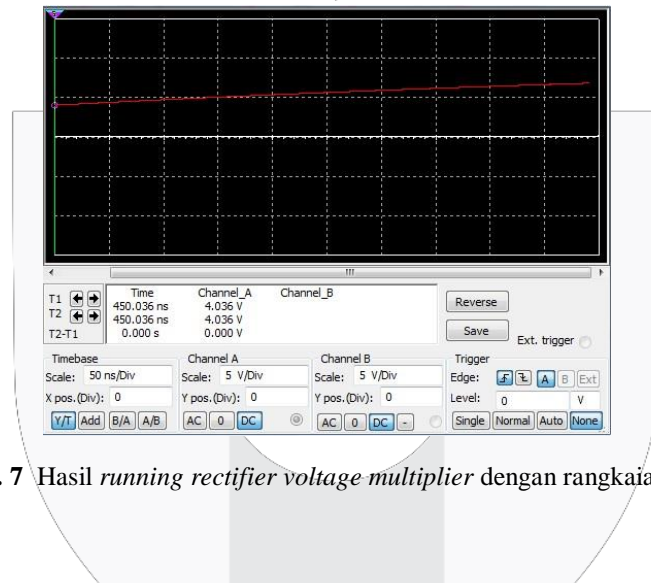 Time Channel_A Channel_B
T1 450.036 ns 4.036 V
T2 450.036 ns 4.036 V
T2-T1 0.000 s 0.000 V
Reverse
Save
Ext. trigger
Timebase
Scale: 50 ns/Div
X pos.(Div): 0
Y/T Add B/A A/B
Channel A
Scale: 5 V/Div
Y pos.(Div): 0
AC 0 DC
Channel B
Scale: 5 V/Div
Y pos.(Div): 0
AC 0 DC -
Trigger
Edge: A B Ext
Level: 0 V
Single Normal Auto None
. 7 Hasil running rectifier voltage multiplier dengan rangkaia